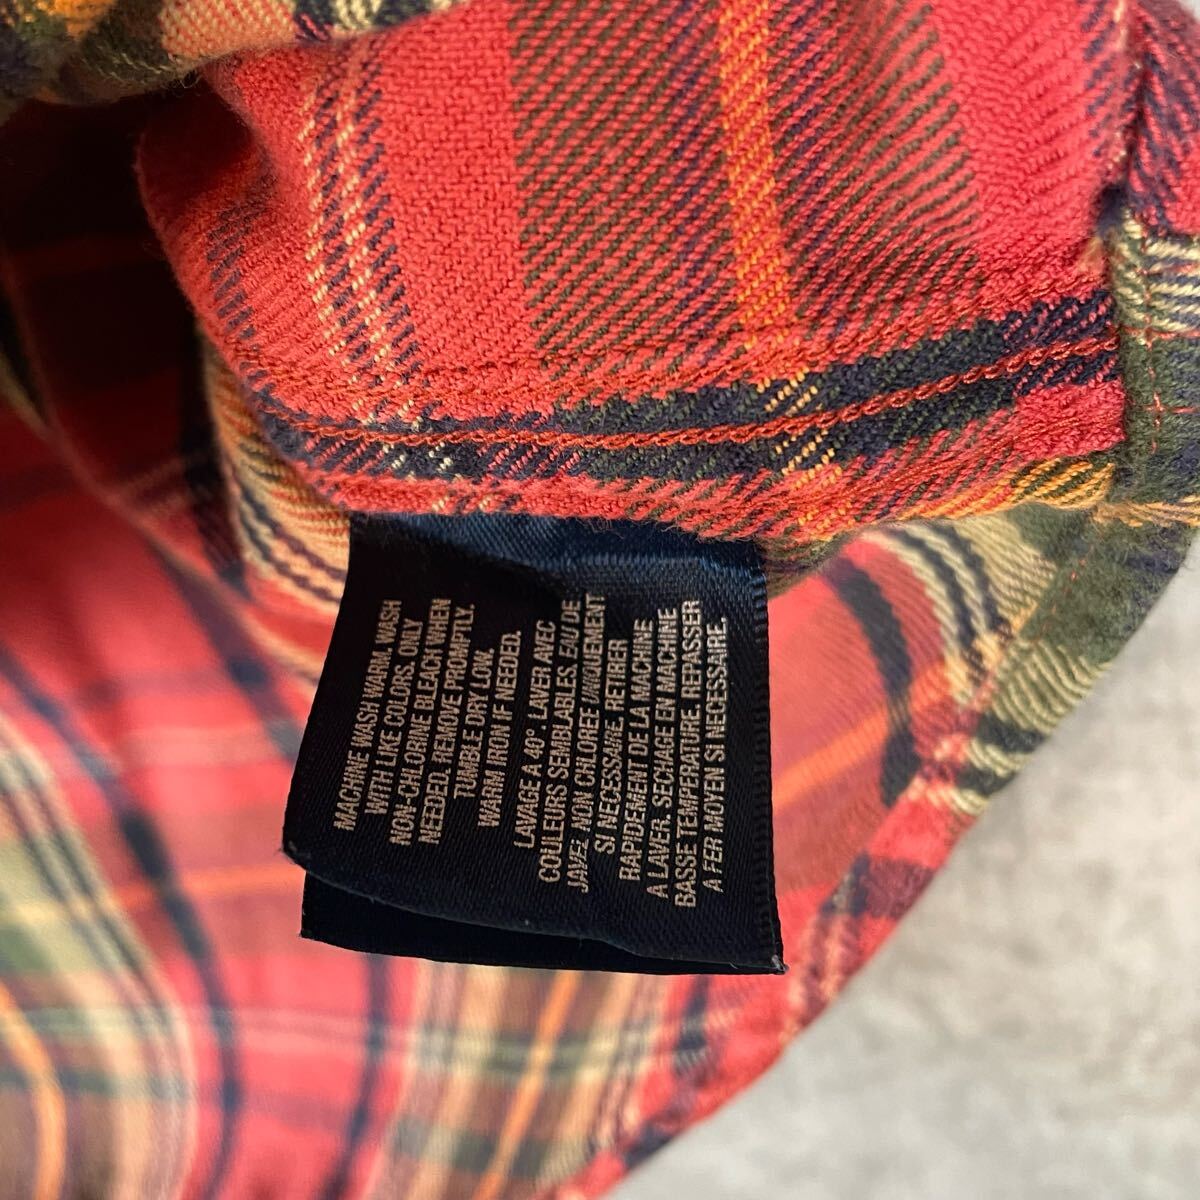 MACHINE WASH WARM. WASH
WITH LIKE COLORS. ONLY
NON-CHLORINE BLEACH WHEN
NEEDED. REMOVE PROMPTLY.
TUMBLE DRY LOW.
WARM IRON IF NEEDED.
LAVAGE A 40°, LAVER AVEC
COULEURS SEMBLABLES. EAU DE
JAVEL NON CHLOREE UNIQUEMENT
SI NECESSAIRE. RETIRER
RAPIDEMENT DE LA MACHINE
A LAVER. SECHAGE EN MACHINE
BASSE TEMPERATURE. REPASSER
A FER MOYEN SI NECESSAIRE.